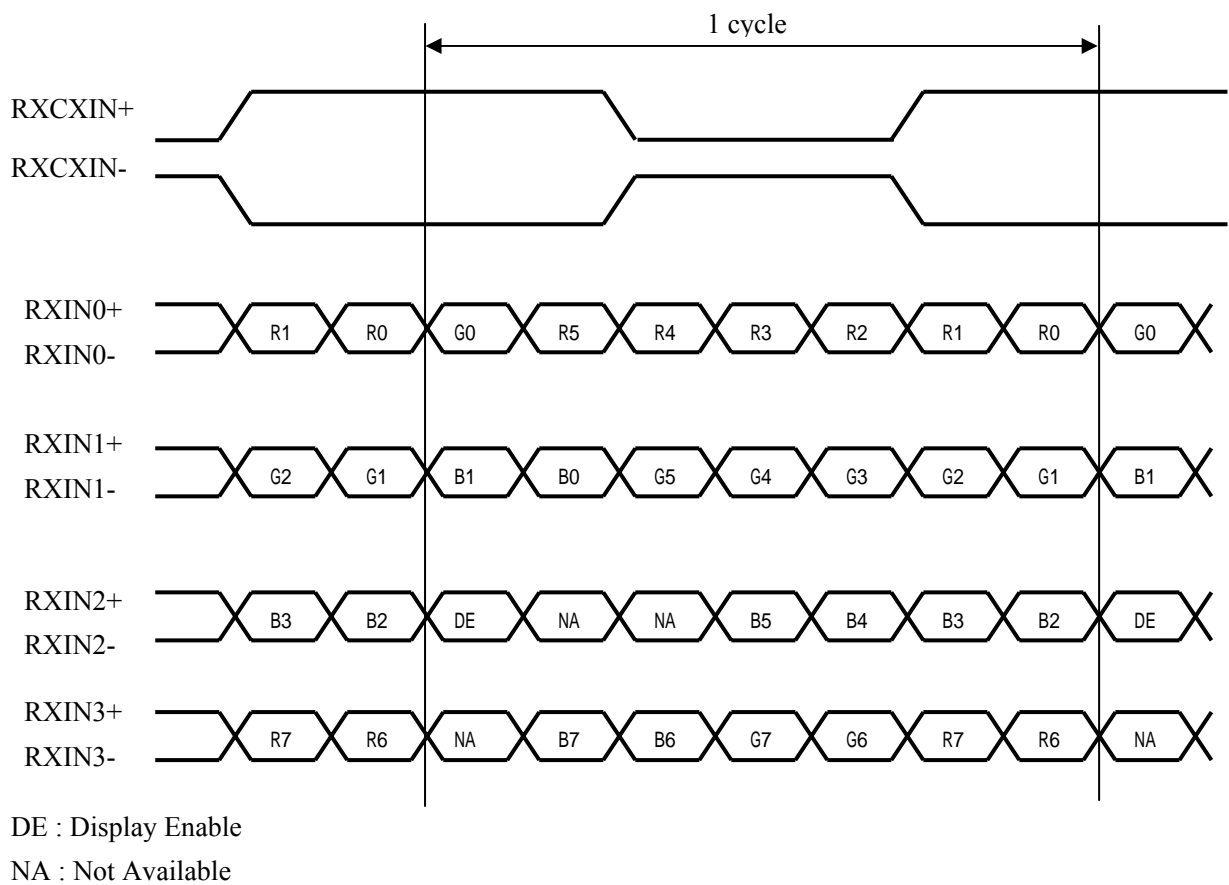 1 cycle
RXCXIN+
RXCXIN-
RXIN0+
RXIN0-
R1 R0 G0 R5 R4 R3 R2 R1 R0 G0
RXIN1+
RXIN1-
G2 G1 B1 B0 G5 G4 G3 G2 G1 B1
RXIN2+
RXIN2-
B3 B2 DE NA NA B5 B4 B3 B2 DE
RXIN3+
RXIN3-
R7 R6 NA B7 B6 G7 G6 R7 R6 NA
DE : Display Enable
NA : Not Available